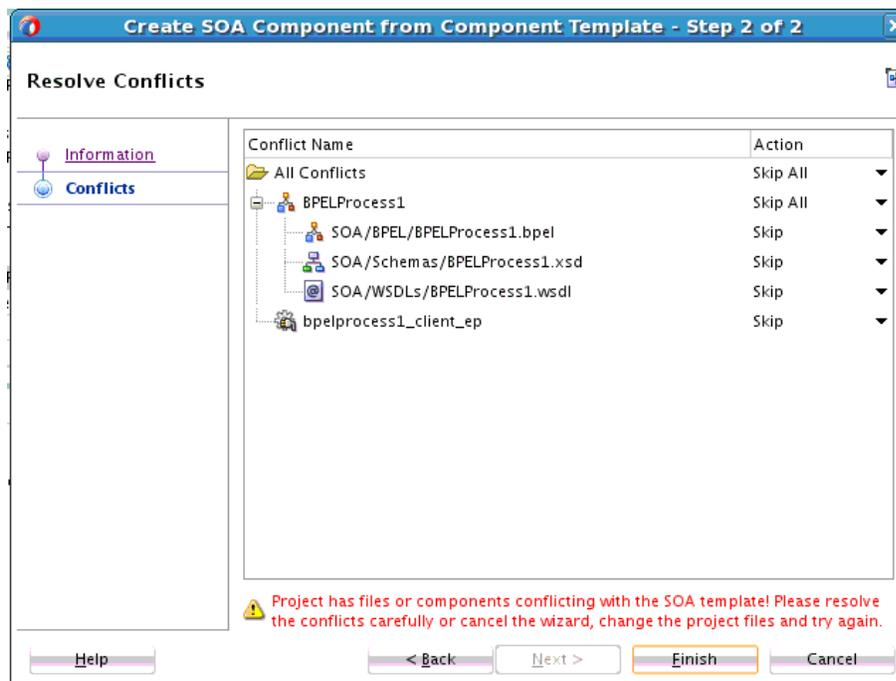 Create SOA Component from Component Template - Step 2 of 2
Resolve Conflicts
Information
Conflicts
Conflict Name Action
All Conflicts Skip All
BPELProcess1 Skip All
SOA/BPEL/BPELProcess1.bpel Skip
SOA/Schemas/BPELProcess1.xsd Skip
SOA/WSDLs/BPELProcess1.wsdl Skip
bpelprocess1_client_ep Skip
Project has files or components conflicting with the SOA template! Please resolve
the conflicts carefully or cancel the wizard, change the project files and try again.
Help < Back Next > Finish Cancel